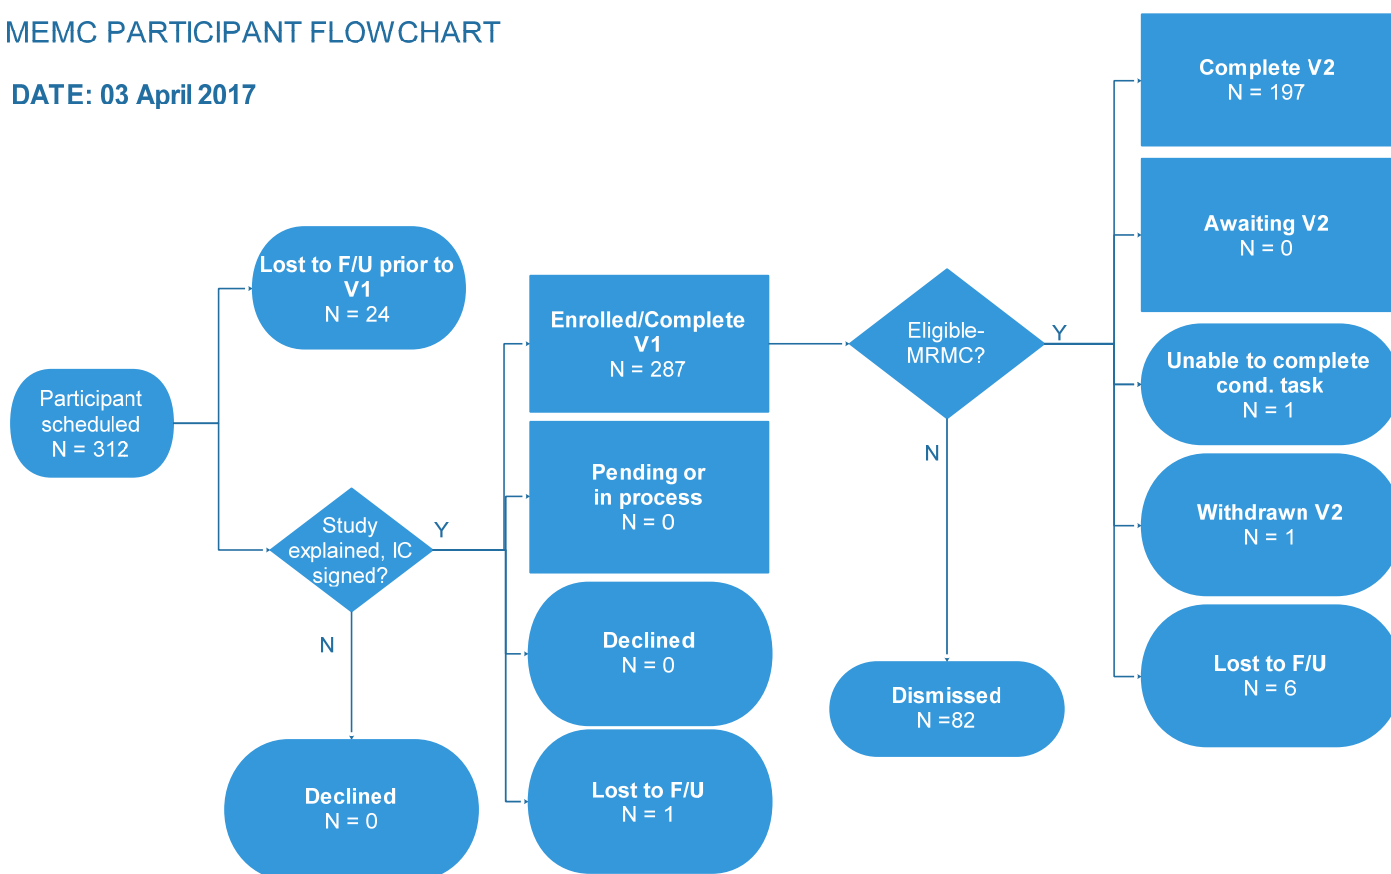 MEMC PARTICIPANT FLOWCHART
DATE: 03 April 2017
Participant
scheduled
N = 312
Lost to F/U prior to
V1
N = 24
Study
explained, IC
signed?
Y
N
Declined
N = 0
Enrolled/Complete
V1
N = 287
Pending or
in process
N = 0
Declined
N = 0
Lost to F/U
N = 1
Eligible-
MRMC?
Y
N
Dismissed
N =82
Complete V2
N = 197
Awaiting V2
N = 0
Unable to complete
cond. task
N = 1
Withdrawn V2
N = 1
Lost to F/U
N = 6